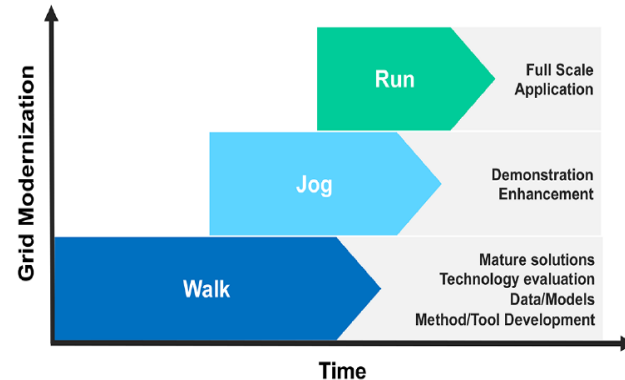 Grid Modernization
Run
Full Scale
Application
Jog
Demonstration
Enhancement
Walk
Mature solutions
Technology evaluation
Data/Models
Method/Tool Development
Time